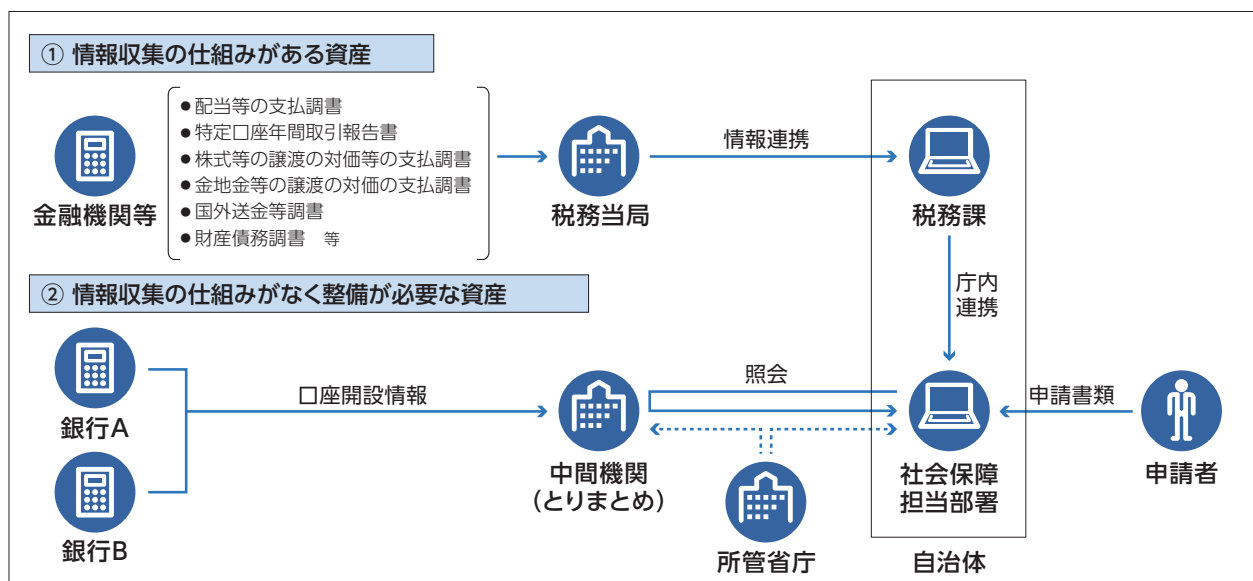 ① 情報収集の仕組みがある資産
●配当等の支払調書
●特定口座年間取引報告書
●株式等の譲渡の対価等の支払調書
●金地金等の譲渡の対価の支払調書
●国外送金等調書
●財産債務調書 等
金融機関等
税務当局
情報連携
税務課
庁内
連携
② 情報収集の仕組みがなく整備が必要な資産
銀行A
銀行B
口座開設情報
中間機関
(とりまとめ)
照会
所管省庁
社会保障
担当部署
自治体
申請書類
申請者